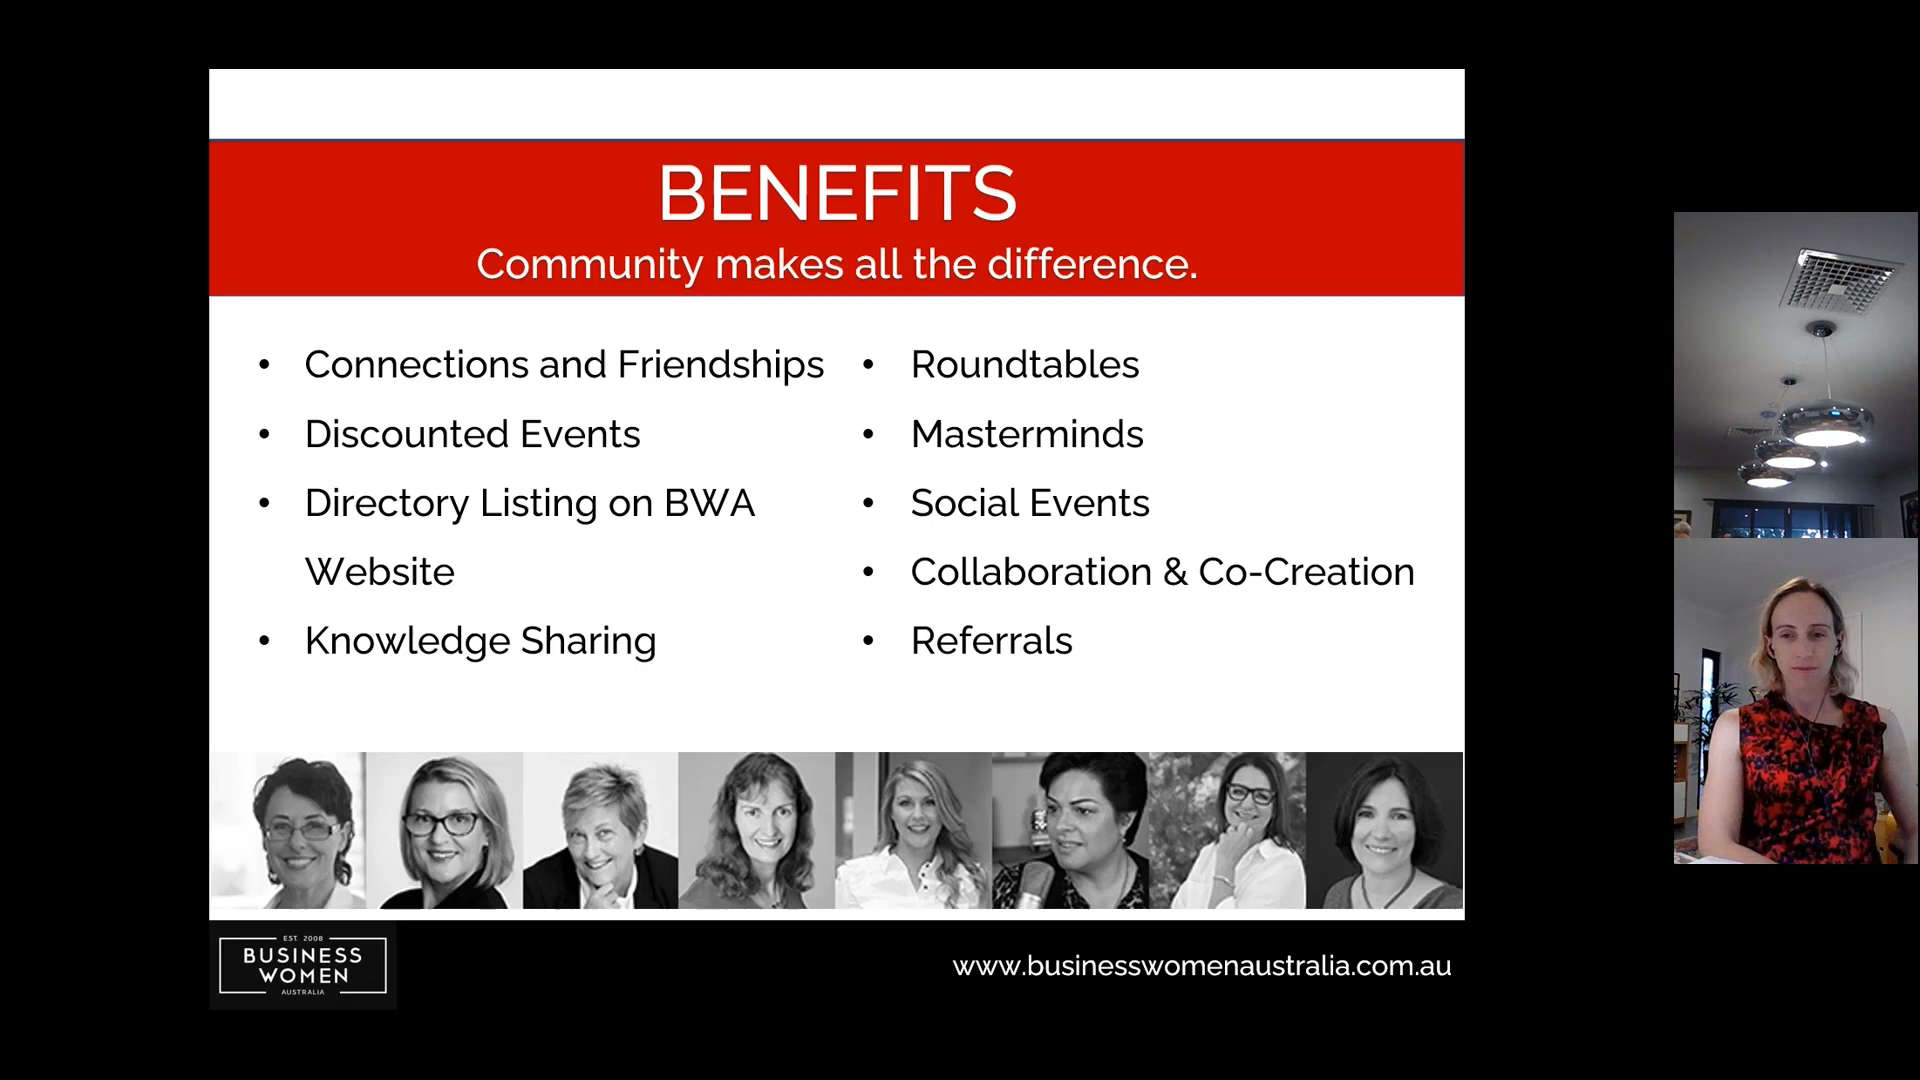 BENEFITS
Community makes all the difference.
• Connections and Friendships
• Discounted Events
• Directory Listing on BWA
Website
• Knowledge Sharing
• Roundtables
• Masterminds
• Social Events
• Collaboration & Co-Creation
• Referrals
EST. 2008
BUSINESS
WOMEN
AUSTRALIA
www.businesswomenaustralia.com.au